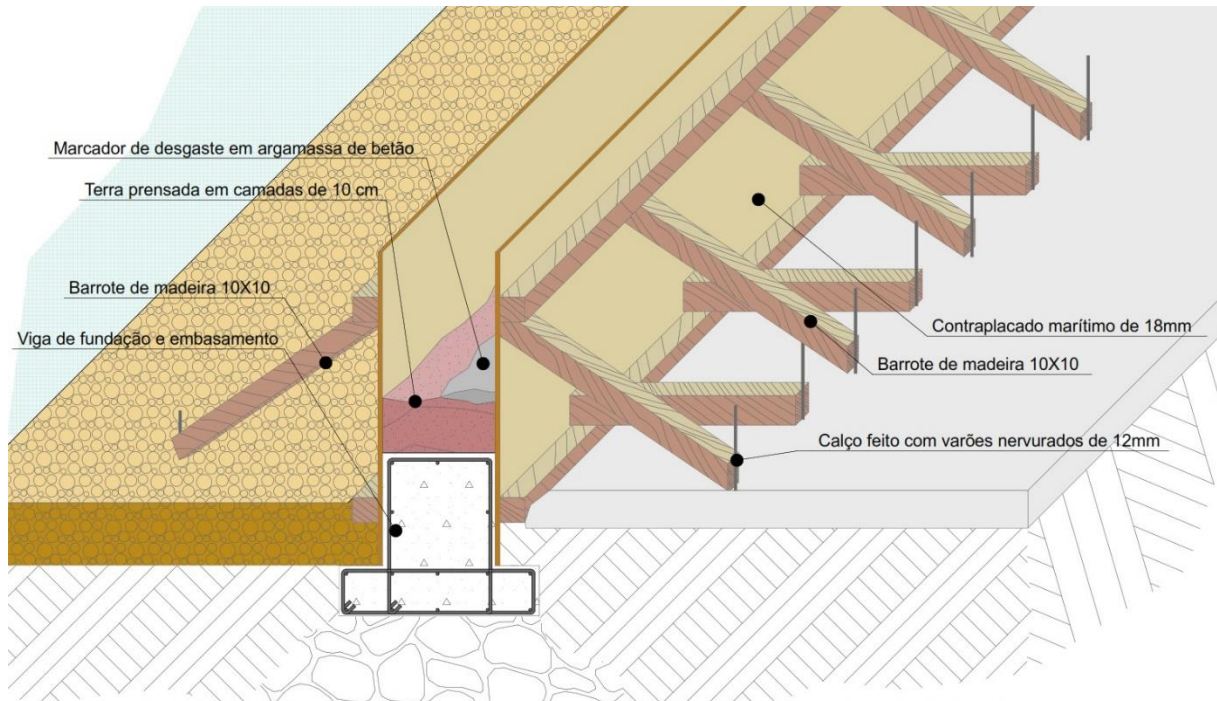 Marcador de desgaste em argamassa de betão
Terra prensada em camadas de 10 cm
Barrote de madeira 10X10
Viga de fundação e embasamento
Contraplacado marítimo de 18mm
Barrote de madeira 10X10
Calço feito com varões nervurados de 12mm